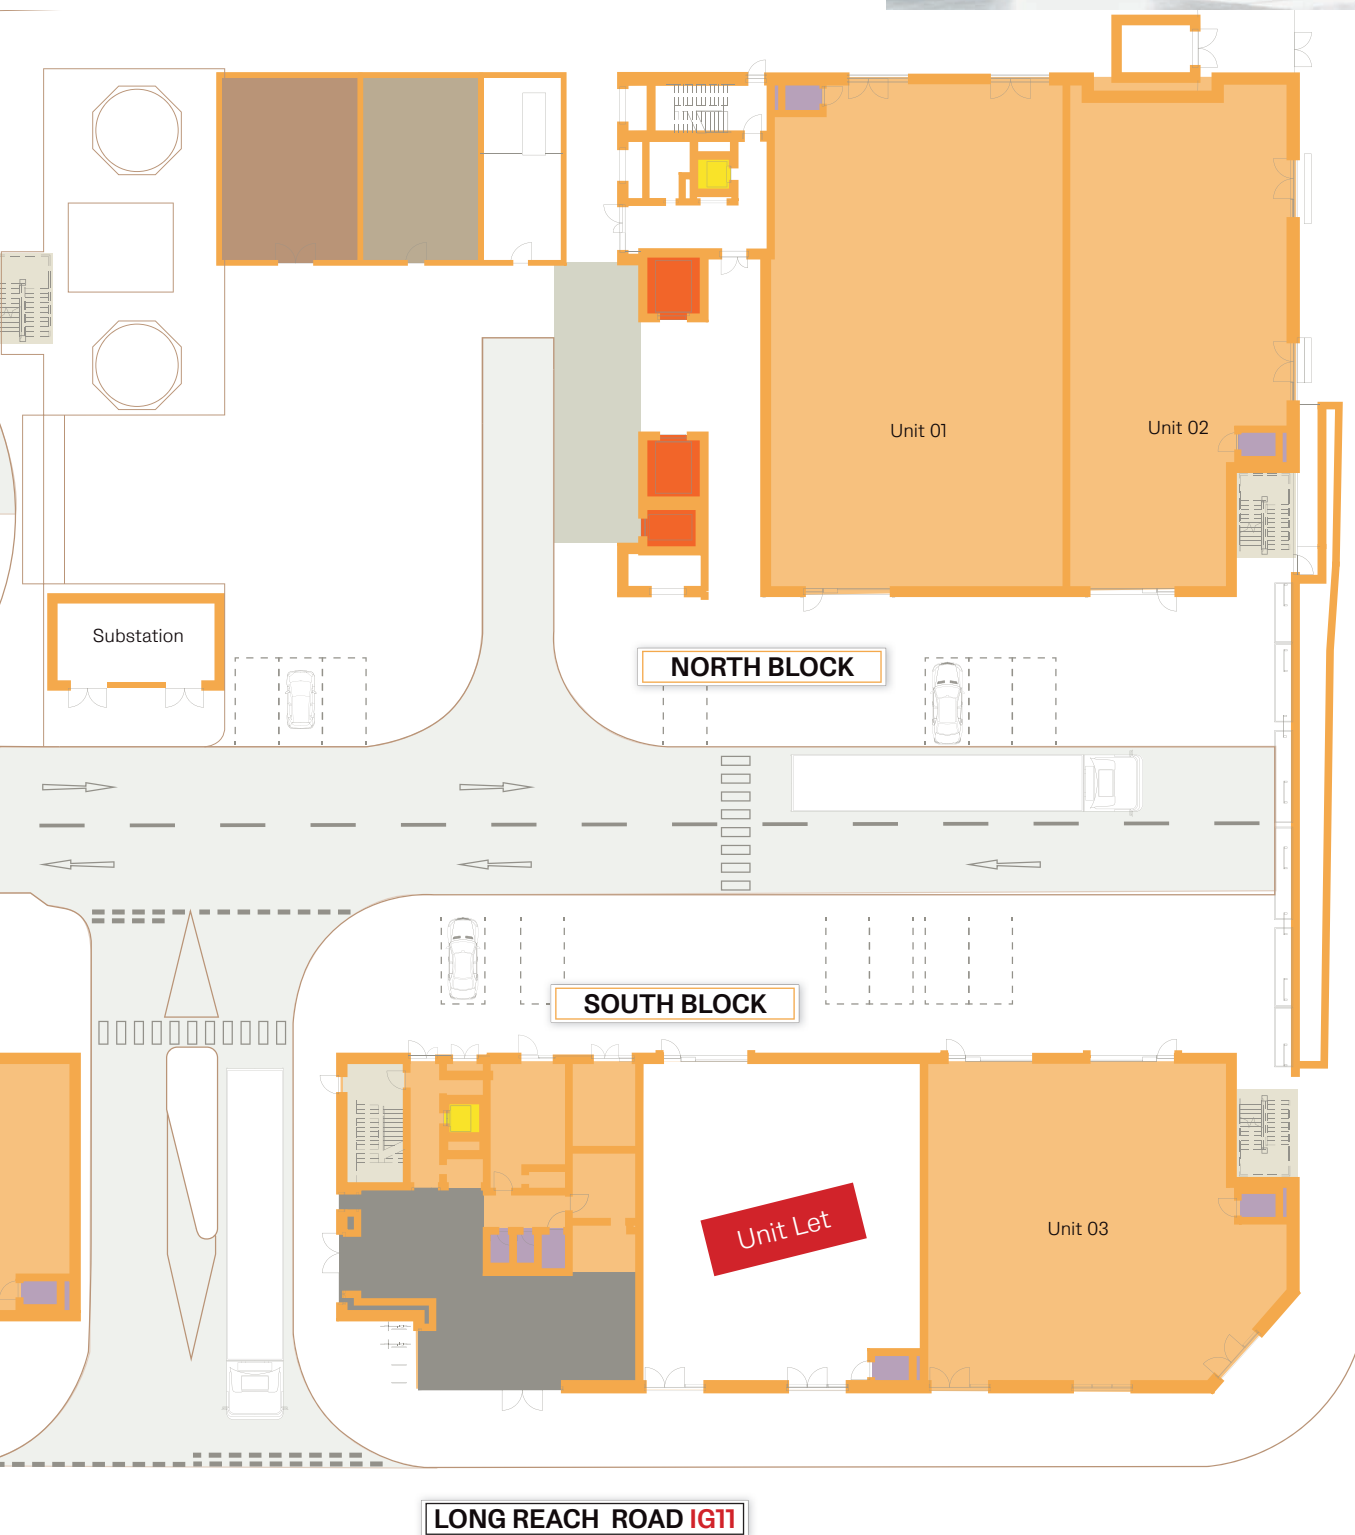 Unit 01
Unit 02
Substation
NORTH BLOCK
SOUTH BLOCK
Unit Let
Unit 03
LONG REACH ROAD IG11